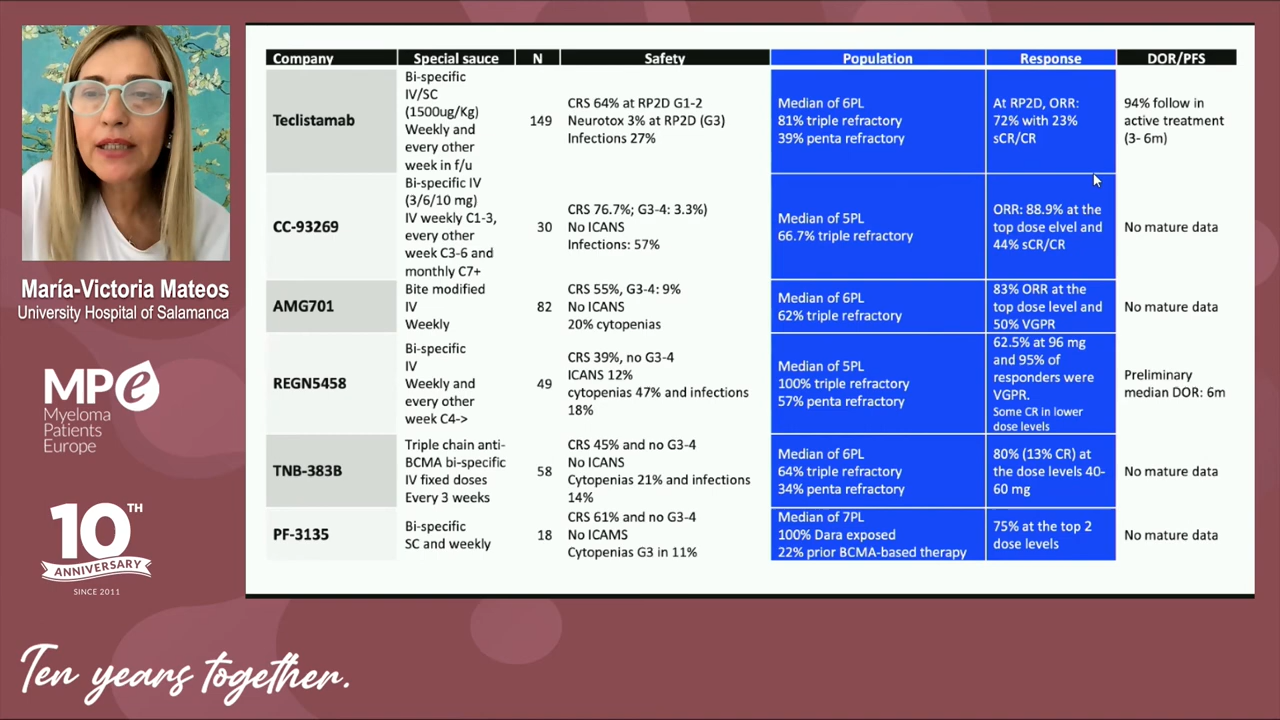 Company Special sauce N Safety Population Response DOR/PFS
Teclistamab
Bi-specific
IV/SC
(1500ug/Kg)
Weekly and
every other
week in f/u
149
CRS 64% at RP2D G1-2
Neurotox 3% at RP2D (G3)
Infections 27%
Median of 6PL
81% triple refractory
39% penta refractory
At RP2D, ORR:
72% with 23%
sCR/CR
94% follow in
active treatment
(3- 6m)
CC-93269
Bi-specific IV
(3/6/10 mg)
IV weekly C1-3,
every other
week C3-6 and
monthly C7+
30
CRS 76.7%; G3-4: 3.3%)
No ICANS
Infections: 57%
Median of 5PL
66.7% triple refractory
ORR: 88.9% at the
top dose elvel and
44% sCR/CR
No mature data
AMG701
Bite modified
IV
Weekly
82
CRS 55%, G3-4: 9%
No ICANS
20% cytopenias
Median of 6PL
62% triple refractory
83% ORR at the
top dose level and
50% VGPR
No mature data
REGN5458
Bi-specific
IV
Weekly and
every other
week C4->
49
CRS 39%, no G3-4
ICANS 12%
cytopenias 47% and infections
18%
Median of 5PL
100% triple refractory
57% penta refractory
62.5% at 96 mg
and 95% of
responders were
VGPR.
Some CR in lower
dose levels
Preliminary
median DOR: 6m
TNB-383B
Triple chain anti-
BCMA bi-specific
IV fixed doses
Every 3 weeks
58
CRS 45% and no G3-4
No ICANS
Cytopenias 21% and infections
14%
Median of 6PL
64% triple refractory
34% penta refractory
80% (13% CR) at
the dose levels 40-
60 mg
No mature data
PF-3135
Bi-specific
SC and weekly
18
CRS 61% and no G3-4
No ICAMS
Cytopenias G3 in 11%
Median of 7PL
100% Dara exposed
22% prior BCMA-based therapy
75% at the top 2
dose levels
No mature data
María-Victoria Mateos
University Hospital of Salamanca
MPe
Myeloma
Patients
Europe
10TH
ANNIVERSARY
SINCE 2011
Ten years together.